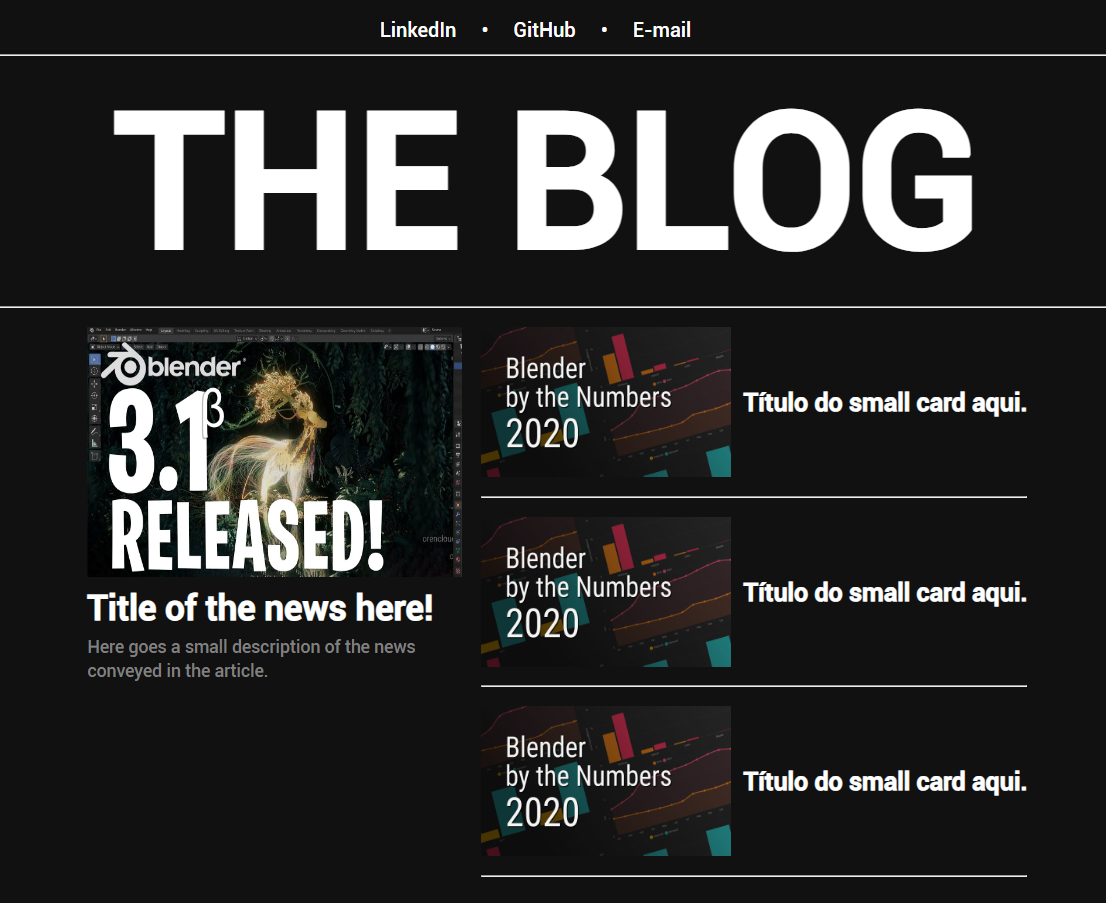 LinkedIn • GitHub • E-mail
THE BLOG
blender
3.1β
RELEASED!
Title of the news here!
Here goes a small description of the news
conveyed in the article.
Blender
by the Numbers
2020
Título do small card aqui.
Blender
by the Numbers
2020
Título do small card aqui.
Blender
by the Numbers
2020
Título do small card aqui.